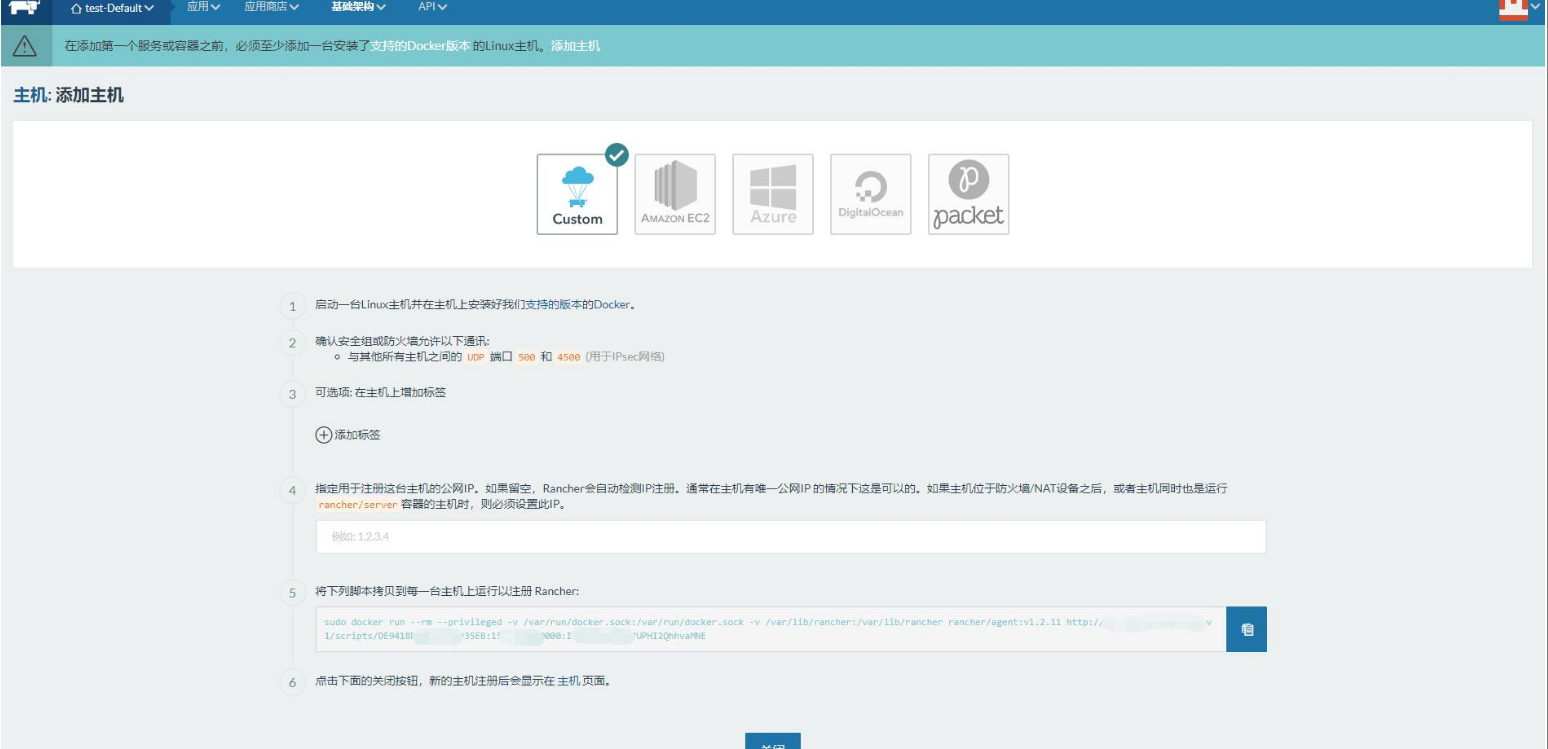 test-Default 应用 应用商店 基础架构 API
在添加第一个服务或容器之前，必须至少添加一台安装了支持的Docker版本 的Linux主机。添加主机
主机: 添加主机
Custom
AMAZON EC2
Azure
DigitalOcean
packet
1 启动一台Linux主机并在主机上安装好我们支持的版本的Docker。
2 确认安全组或防火墙允许以下通讯:
与其他所有主机之间的 UDP 端口 500 和 4500 (用于IPsec网络)
3 可选项: 在主机上增加标签
添加标签
4 指定用于注册这台主机的公网IP。如果留空，Rancher会自动检测IP注册。通常在主机有唯一公网IP 的情况下这是可以的。如果主机位于防火墙/NAT设备之后，或者主机同时也是运行
rancher/server 容器的主机时，则必须设置此IP。
例如: 1.2.3.4
5 将下列脚本拷贝到每一台主机上运行以注册 Rancher:
sudo docker run --rm --privileged -v /var/run/docker.sock:/var/run/docker.sock -v /var/lib/rancher:/var/lib/rancher rancher/agent:v1.2.11 http:/ v
1/scripts/DE9418 35EB:15 000:I UPHI2QhhvaMNE
6 点击下面的关闭按钮，新的主机注册后会显示在 主机 页面。
关闭